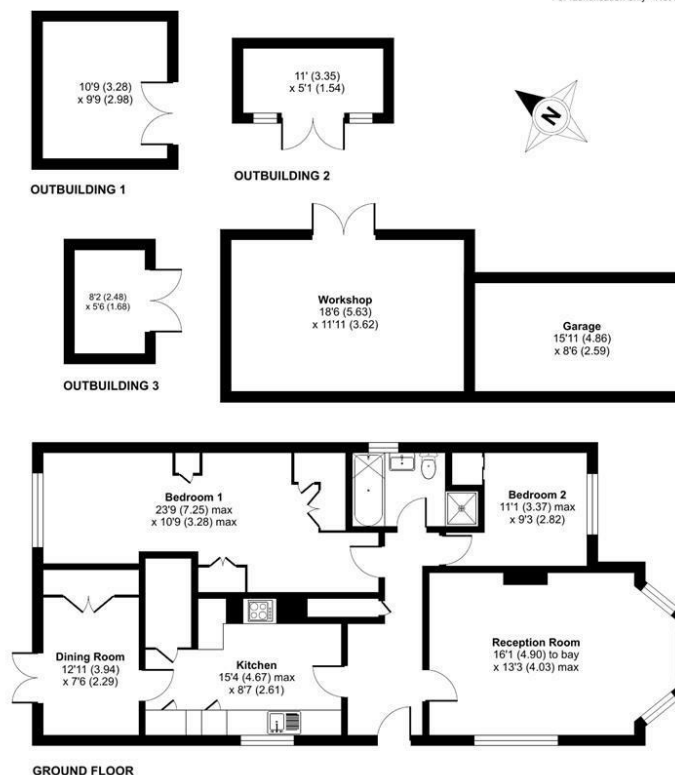 10'9 (3.28)
x 9'9 (2.98)
OUTBUILDING 1
11' (3.35)
x 5'1 (1.54)
OUTBUILDING 2
N
8'2 (2.48)
x 5'6 (1.68)
OUTBUILDING 3
Workshop
18'6 (5.63)
x 11'11 (3.62)
Garage
15'11 (4.86)
x 8'6 (2.59)
Bedroom 1
23'9 (7.25) max
x 10'9 (3.28) max
Bedroom 2
11'1 (3.37) max
x 9'3 (2.82)
Dining Room
12'11 (3.94)
x 7'6 (2.29)
Kitchen
15'4 (4.67) max
x 8'7 (2.61)
Reception Room
16'1 (4.90) to bay
x 13'3 (4.03) max
GROUND FLOOR